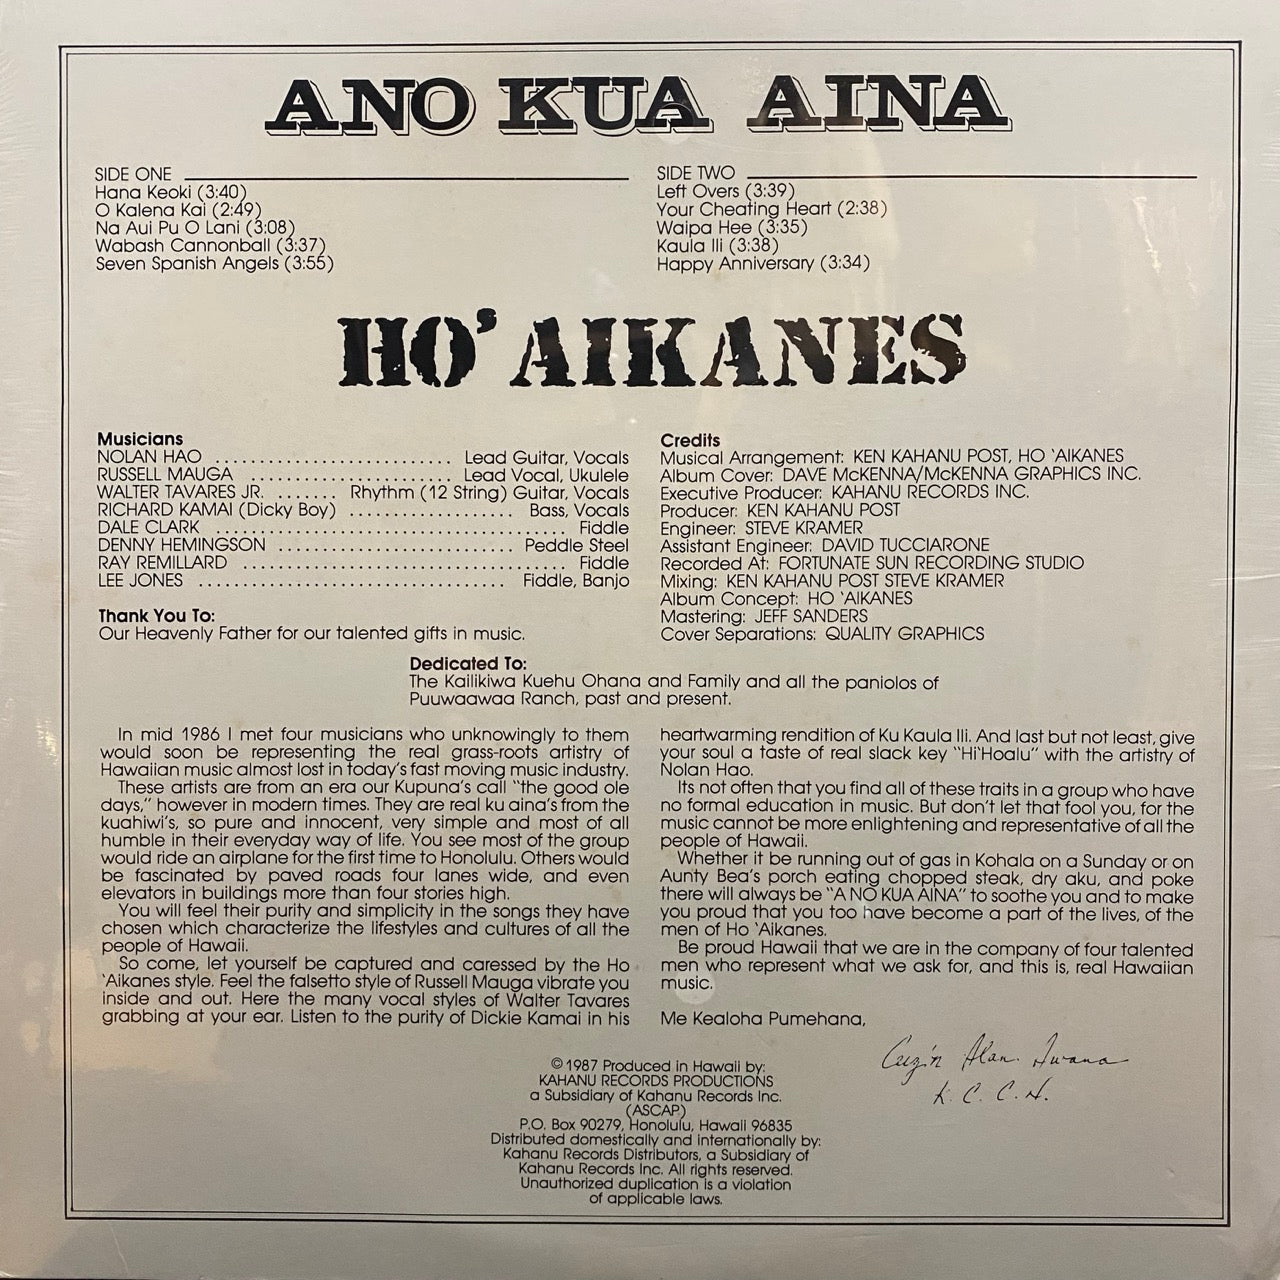 ANO KUA AINA
SIDE ONE
Hana Keoki (3:40)
O Kalena Kai (2:49)
Na Aui Pu O Lani (3:08)
Wabash Cannonball (3:37)
Seven Spanish Angels (3:55)
SIDE TWO
Left Overs (3:39)
Your Cheating Heart (2:38)
Waipa Hee (3:35)
Kaula Ili (3:38)
Happy Anniversary (3:34)
HO'AIKANES
Musicians
NOLAN HAO ........................... Lead Guitar, Vocals
RUSSELL MAUGA ....................... Lead Vocal, Ukulele
WALTER TAVARES JR. ....... Rhythm (12 String) Guitar, Vocals
RICHARD KAMAI (Dicky Boy) ................... Bass, Vocals
DALE CLARK ........................................ Fiddle
DENNY HEMINGSON ........................... Peddle Steel
RAY REMILLARD ..................................... Fiddle
LEE JONES ................................... Fiddle, Banjo
Thank You To:
Our Heavenly Father for our talented gifts in music.
Credits
Musical Arrangement: KEN KAHANU POST, HO 'AIKANES
Album Cover: DAVE McKENNA/McKENNA GRAPHICS INC.
Executive Producer: KAHANU RECORDS INC.
Producer: KEN KAHANU POST
Engineer: STEVE KRAMER
Assistant Engineer: DAVID TUCCIARONE
Recorded At: FORTUNATE SUN RECORDING STUDIO
Mixing: KEN KAHANU POST STEVE KRAMER
Album Concept: HO 'AIKANES
Mastering: JEFF SANDERS
Cover Separations: QUALITY GRAPHICS
Dedicated To:
The Kailikiwa Kuehu Ohana and Family and all the paniolos of
Puuwaawaa Ranch, past and present.
In mid 1986 I met four musicians who unknowingly to them
would soon be representing the real grass-roots artistry of
Hawaiian music almost lost in today's fast moving music industry.
These artists are from an era our Kupuna's call "the good ole
days," however in modern times. They are real ku aina's from the
kuahiwi's, so pure and innocent, very simple and most of all
humble in their everyday way of life. You see most of the group
would ride an airplane for the first time to Honolulu. Others would
be fascinated by paved roads four lanes wide, and even
elevators in buildings more than four stories high.
You will feel their purity and simplicity in the songs they have
chosen which characterize the lifestyles and cultures of all the
people of Hawaii.
So come, let yourself be captured and caressed by the Ho
'Aikanes style. Feel the falsetto style of Russell Mauga vibrate you
inside and out. Here the many vocal styles of Walter Tavares
grabbing at your ear. Listen to the purity of Dickie Kamai in his
heartwarming rendition of Ku Kaula Ili. And last but not least, give
your soul a taste of real slack key "Hi'Hoalu" with the artistry of
Nolan Hao.
Its not often that you find all of these traits in a group who have
no formal education in music. But don't let that fool you, for the
music cannot be more enlightening and representative of all the
people of Hawaii.
Whether it be running out of gas in Kohala on a Sunday or on
Aunty Bea's porch eating chopped steak, dry aku, and poke
there will always be "A NO KUA AINA" to soothe you and to make
you proud that you too have become a part of the lives, of the
men of Ho 'Aikanes.
Be proud Hawaii that we are in the company of four talented
men who represent what we ask for, and this is, real Hawaiian
music.
Me Kealoha Pumehana,
Cuz'n Alan Awana
K. C. C. N.
© 1987 Produced in Hawaii by:
KAHANU RECORDS PRODUCTIONS
a Subsidiary of Kahanu Records Inc.
(ASCAP)
P.O. Box 90279, Honolulu, Hawaii 96835
Distributed domestically and internationally by:
Kahanu Records Distributors, a Subsidiary of
Kahanu Records Inc. All rights reserved.
Unauthorized duplication is a violation
of applicable laws.